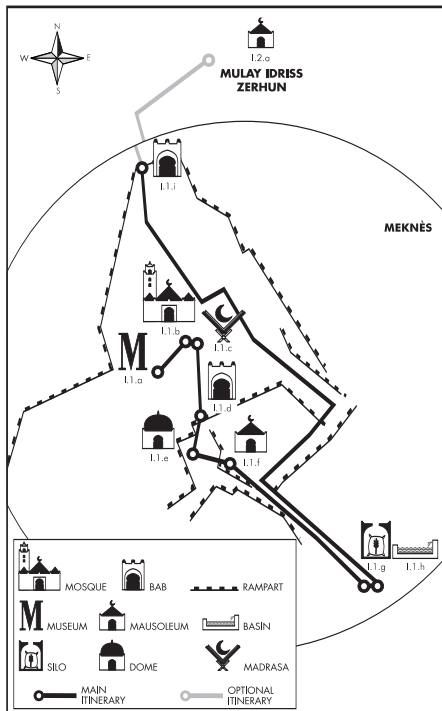 N
W E
S
I.2.a
MULAY IDRISS
ZERHUN
I.1.i
MEKNÈS
I.1.b
M
I.1.a
I.1.c
I.1.d
I.1.e
I.1.f
I.1.g
I.1.h
MOSQUE
BAB
RAMPART
M
MUSEUM
MAUSOLEUM
BASIN
SILO
DOME
MADRASA
MAIN
ITINERARY
OPTIONAL
ITINERARY